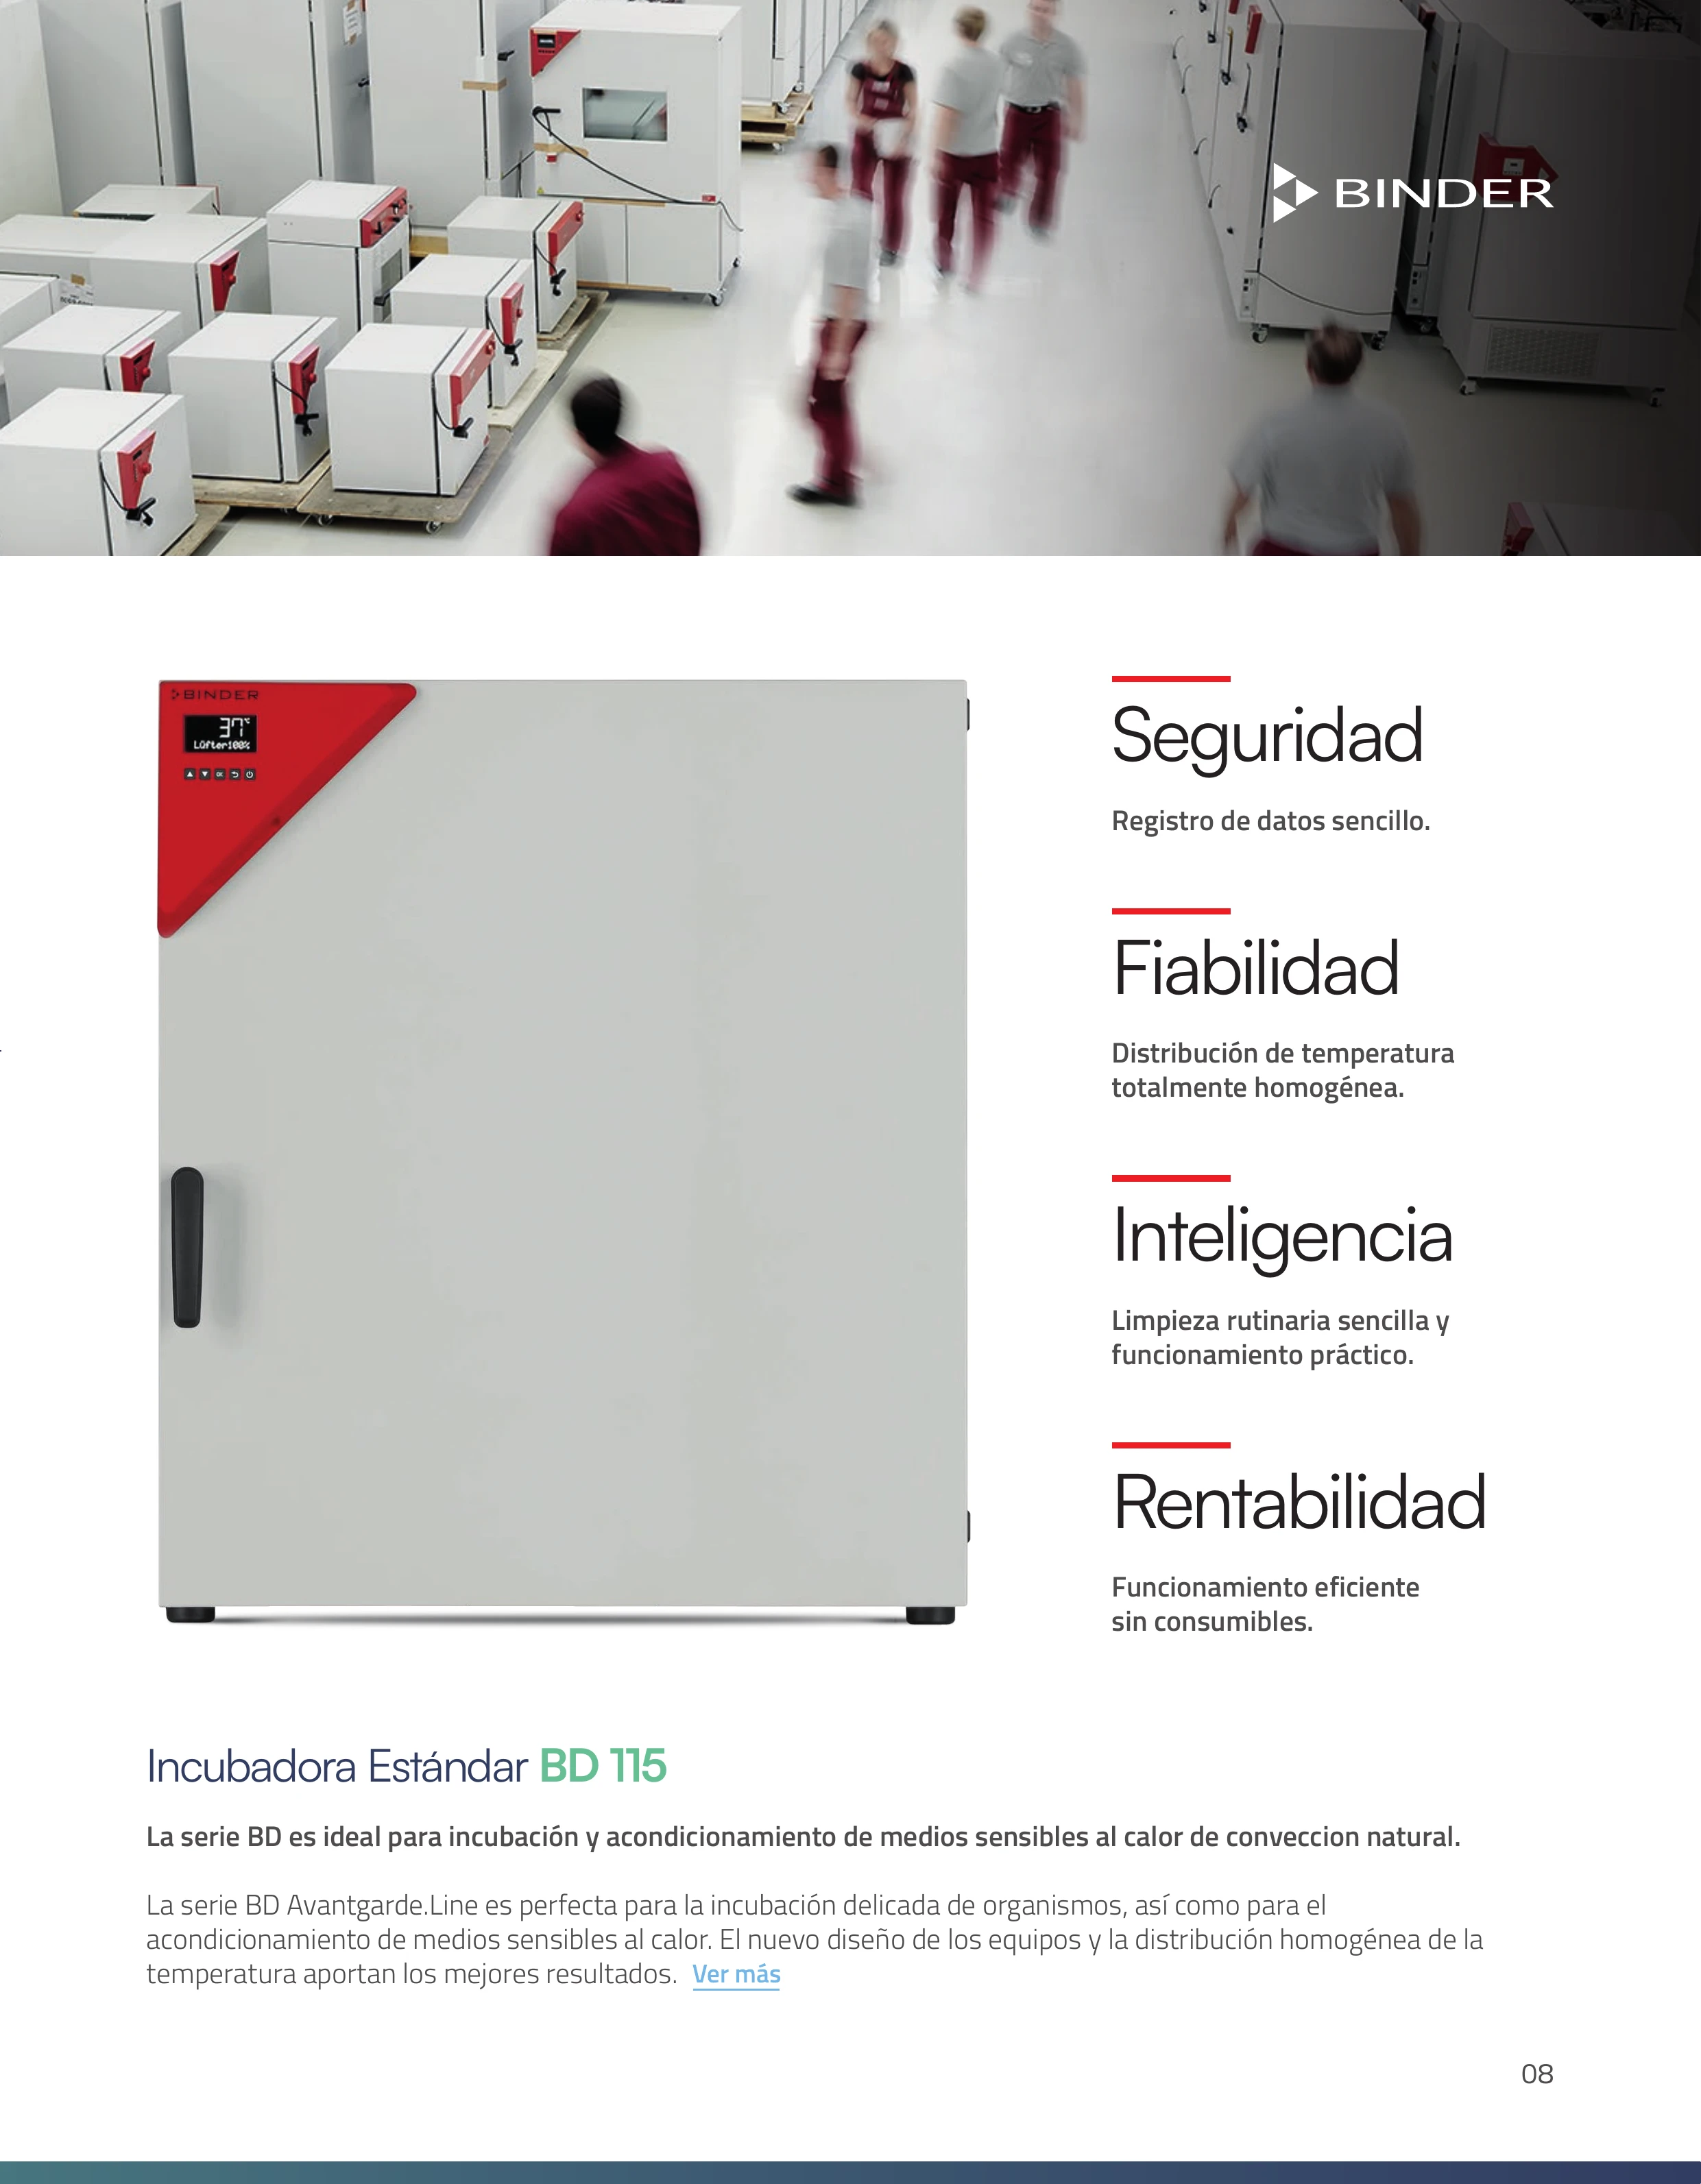 BINDER
BINDER
37°C
Lüfter100%
OK
Seguridad
Registro de datos sencillo.
Fiabilidad
Distribución de temperatura
totalmente homogénea.
Inteligencia
Limpieza rutinaria sencilla y
funcionamiento práctico.
Rentabilidad
Funcionamiento eficiente
sin consumibles.
Incubadora Estándar BD 115
La serie BD es ideal para incubación y acondicionamiento de medios sensibles al calor de conveccion natural.
La serie BD Avantgarde.Line es perfecta para la incubación delicada de organismos, así como para el
acondicionamiento de medios sensibles al calor. El nuevo diseño de los equipos y la distribución homogénea de la
temperatura aportan los mejores resultados. Ver más
08